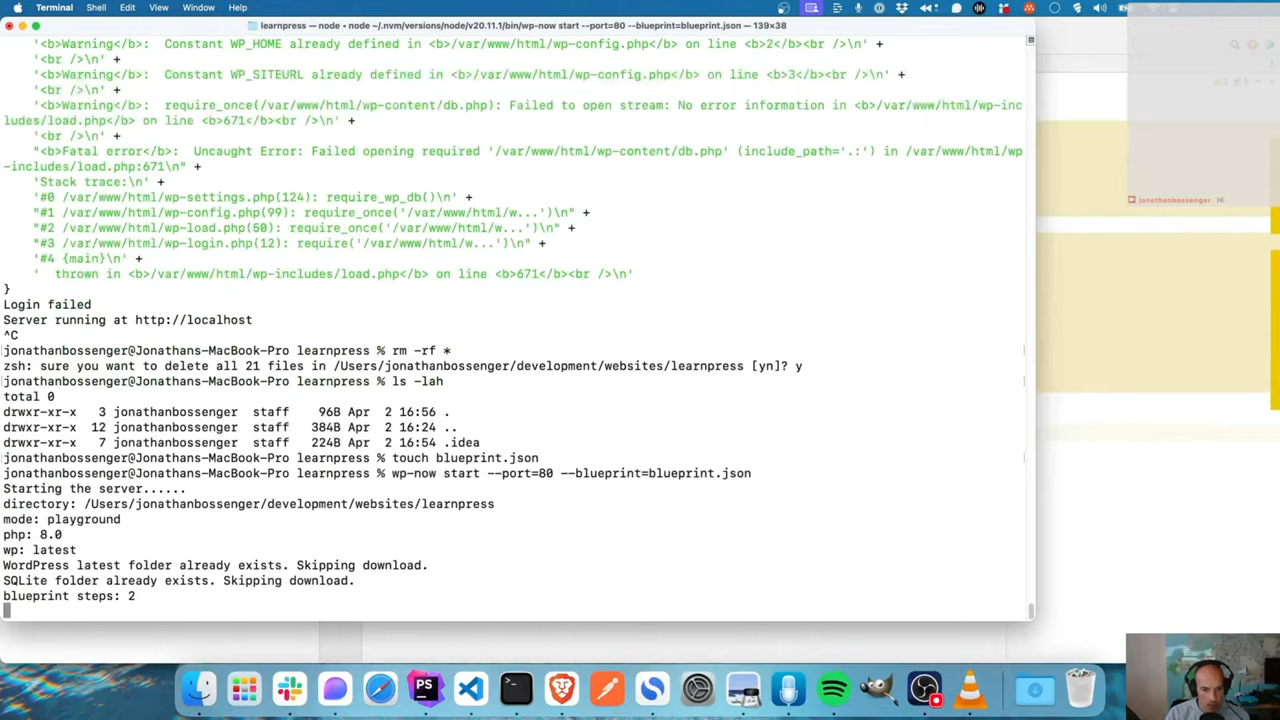 Terminal Shell Edit View Window Help
learnpress — node • node ~/.nvm/versions/node/v20.11.1/bin/wp-now start --port=80 --blueprint=blueprint.json — 139×38
'<b>Warning</b>:  Constant WP_HOME already defined in <b>/var/www/html/wp-config.php</b> on line <b>2</b><br />\n' +
'<br />\n' +
'<b>Warning</b>:  Constant WP_SITEURL already defined in <b>/var/www/html/wp-config.php</b> on line <b>3</b><br />\n' +
'<br />\n' +
'<b>Warning</b>:  require_once(/var/www/html/wp-content/db.php): Failed to open stream: No error information in <b>/var/www/html/wp-inc
ludes/load.php</b> on line <b>671</b><br />\n' +
'<br />\n' +
"<b>Fatal error</b>:  Uncaught Error: Failed opening required '/var/www/html/wp-content/db.php' (include_path='.:') in /var/www/html/wp
-includes/load.php:671\n" +
'Stack trace:\n' +
'#0 /var/www/html/wp-settings.php(124): require_wp_db()\n' +
"#1 /var/www/html/wp-config.php(99): require_once('/var/www/html/w...')\n" +
"#2 /var/www/html/wp-load.php(50): require_once('/var/www/html/w...')\n" +
"#3 /var/www/html/wp-login.php(12): require('/var/www/html/w...')\n" +
'#4 {main}\n' +
'  thrown in <b>/var/www/html/wp-includes/load.php</b> on line <b>671</b><br />\n'
}
Login failed
Server running at http://localhost
^C
jonathanbossenger@Jonathans-MacBook-Pro learnpress % rm -rf *
zsh: sure you want to delete all 21 files in /Users/jonathanbossenger/development/websites/learnpress [yn]? y
jonathanbossenger@Jonathans-MacBook-Pro learnpress % ls -lah
total 0
drwxr-xr-x   3 jonathanbossenger  staff    96B Apr  2 16:56 .
drwxr-xr-x  12 jonathanbossenger  staff   384B Apr  2 16:24 ..
drwxr-xr-x   7 jonathanbossenger  staff   224B Apr  2 16:54 .idea
jonathanbossenger@Jonathans-MacBook-Pro learnpress % touch blueprint.json
jonathanbossenger@Jonathans-MacBook-Pro learnpress % wp-now start --port=80 --blueprint=blueprint.json
Starting the server......
directory: /Users/jonathanbossenger/development/websites/learnpress
mode: playground
php: 8.0
wp: latest
WordPress latest folder already exists. Skipping download.
SQLite folder already exists. Skipping download.
blueprint steps: 2
jonathanbossenger Hi
PS